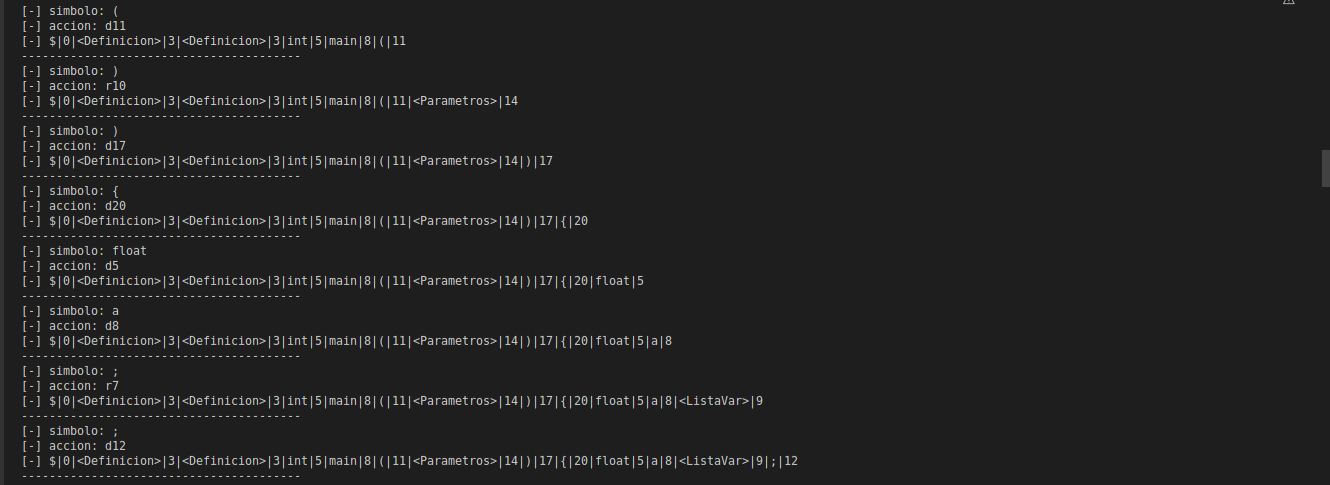 [-] simbolo: (
[-] accion: d11
[-] $|0|<Definicion>|3|<Definicion>|3|int|5|main|8|(|11
----------------------------------------
[-] simbolo: )
[-] accion: r10
[-] $|0|<Definicion>|3|<Definicion>|3|int|5|main|8|(|11|<Parametros>|14
----------------------------------------
[-] simbolo: )
[-] accion: d17
[-] $|0|<Definicion>|3|<Definicion>|3|int|5|main|8|(|11|<Parametros>|14|)|17
----------------------------------------
[-] simbolo: {
[-] accion: d20
[-] $|0|<Definicion>|3|<Definicion>|3|int|5|main|8|(|11|<Parametros>|14|)|17|{|20
----------------------------------------
[-] simbolo: float
[-] accion: d5
[-] $|0|<Definicion>|3|<Definicion>|3|int|5|main|8|(|11|<Parametros>|14|)|17|{|20|float|5
----------------------------------------
[-] simbolo: a
[-] accion: d8
[-] $|0|<Definicion>|3|<Definicion>|3|int|5|main|8|(|11|<Parametros>|14|)|17|{|20|float|5|a|8
----------------------------------------
[-] simbolo: ;
[-] accion: r7
[-] $|0|<Definicion>|3|<Definicion>|3|int|5|main|8|(|11|<Parametros>|14|)|17|{|20|float|5|a|8|<ListaVar>|9
----------------------------------------
[-] simbolo: ;
[-] accion: d12
[-] $|0|<Definicion>|3|<Definicion>|3|int|5|main|8|(|11|<Parametros>|14|)|17|{|20|float|5|a|8|<ListaVar>|9|;|12
----------------------------------------